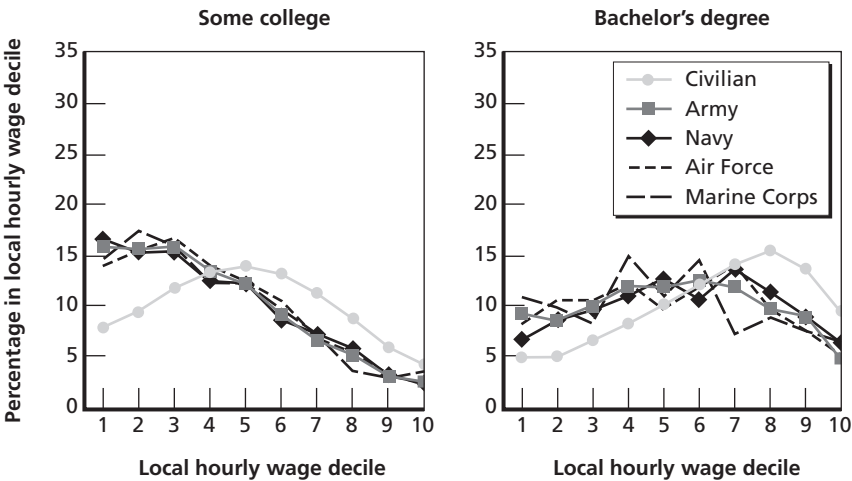 Some college
Bachelor's degree
Percentage in local hourly wage decile
35
30
25
20
15
10
5
0
1 2 3 4 5 6 7 8 9 10
Local hourly wage decile
35
30
25
20
15
10
5
0
Civilian
Army
Navy
Air Force
Marine Corps
1 2 3 4 5 6 7 8 9 10
Local hourly wage decile